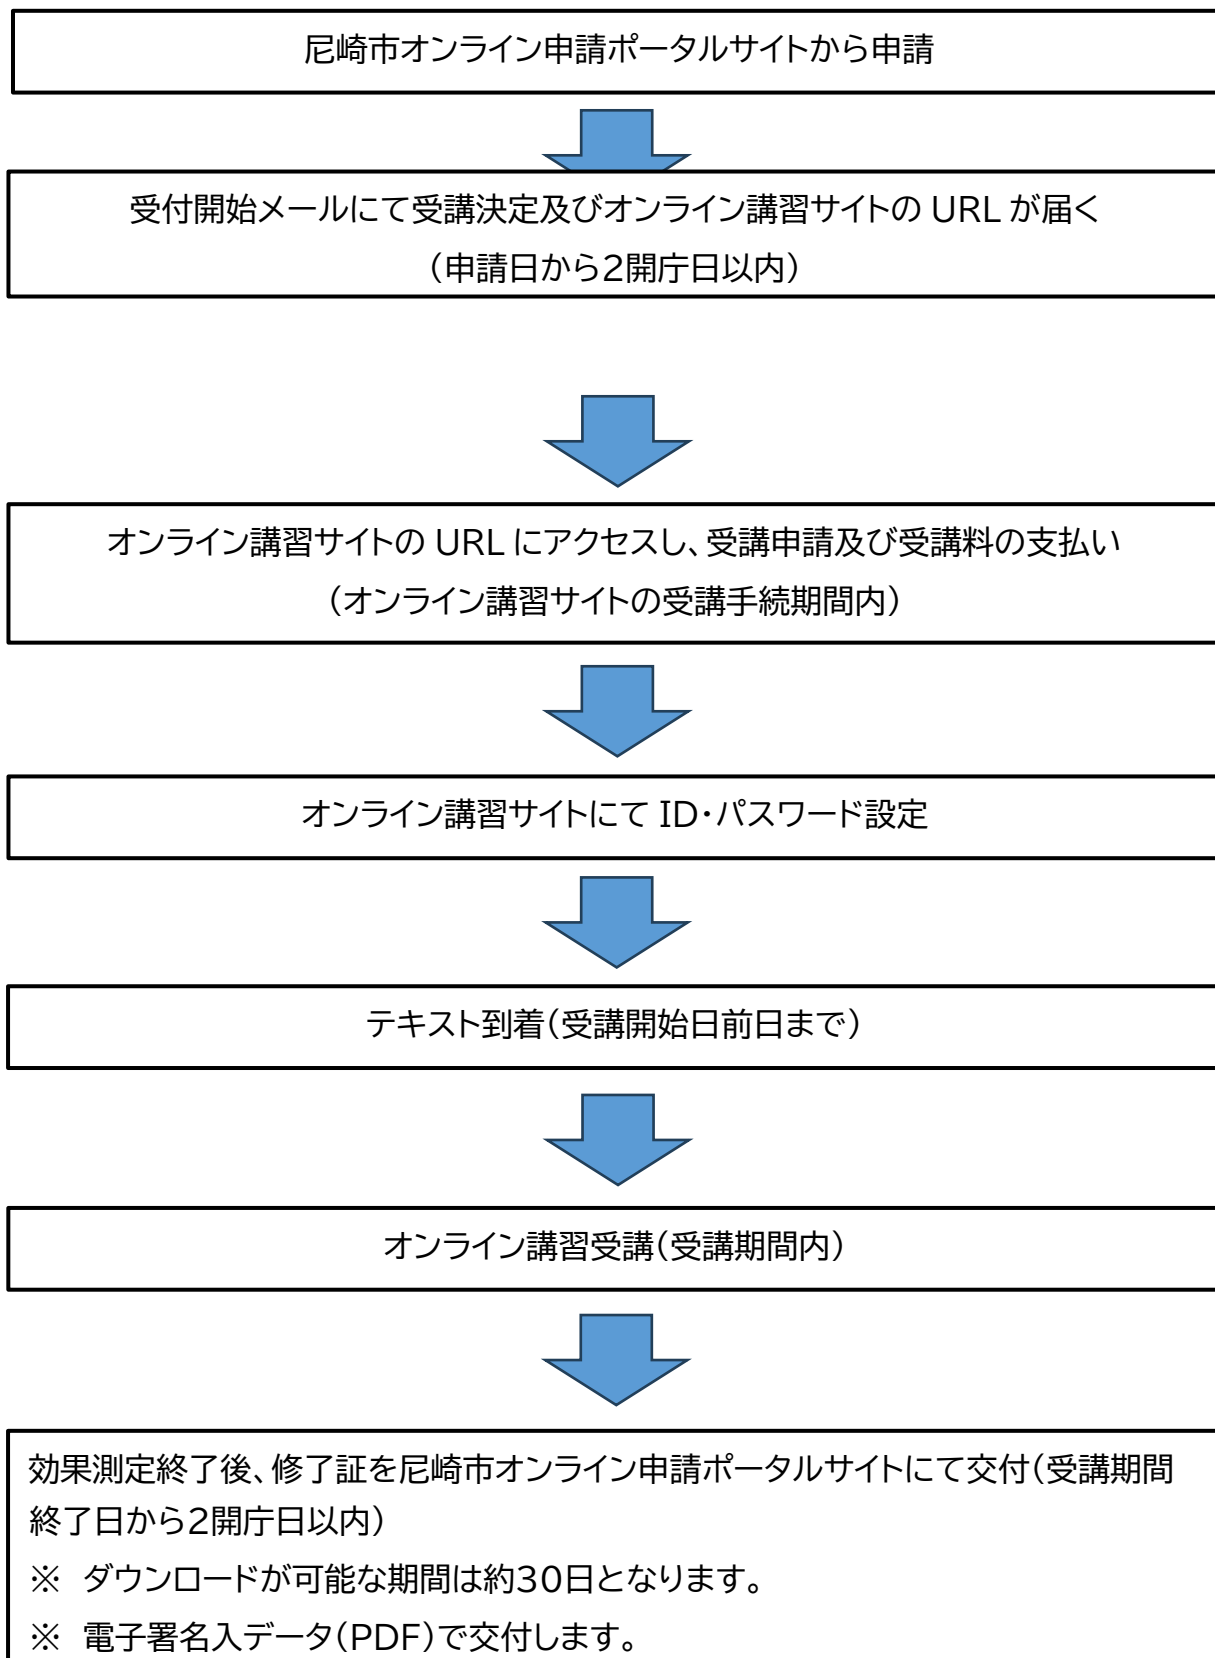 尼崎市オンライン申請ポータルサイトから申請
受付開始メールにて受講決定及びオンライン講習サイトの URL が届く
（申請日から2開庁日以内）
オンライン講習サイトの URL にアクセスし、受講申請及び受講料の支払い
（オンライン講習サイトの受講手続期間内）
オンライン講習サイトにて ID・パスワード設定
テキスト到着（受講開始日前日まで）
オンライン講習受講（受講期間内）
効果測定終了後、修了証を尼崎市オンライン申請ポータルサイトにて交付（受講期間
終了日から2開庁日以内）
※ ダウンロードが可能な期間は約30日となります。
※ 電子署名入データ（PDF）で交付します。